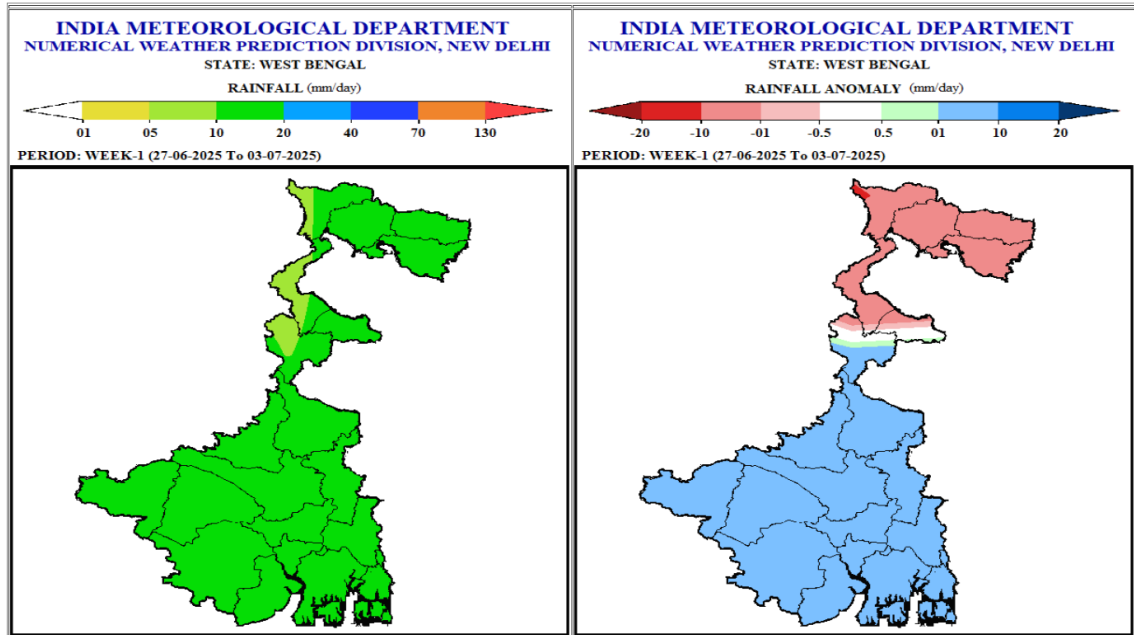 INDIA METEOROLOGICAL DEPARTMENT
NUMERICAL WEATHER PREDICTION DIVISION, NEW DELHI
STATE: WEST BENGAL
RAINFALL (mm/day)
01 05 10 20 40 70 130
PERIOD: WEEK-1 (27-06-2025 To 03-07-2025)
INDIA METEOROLOGICAL DEPARTMENT
NUMERICAL WEATHER PREDICTION DIVISION, NEW DELHI
STATE: WEST BENGAL
RAINFALL ANOMALY (mm/day)
-20 -10 -01 -0.5 0.5 01 10 20
PERIOD: WEEK-1 (27-06-2025 To 03-07-2025)